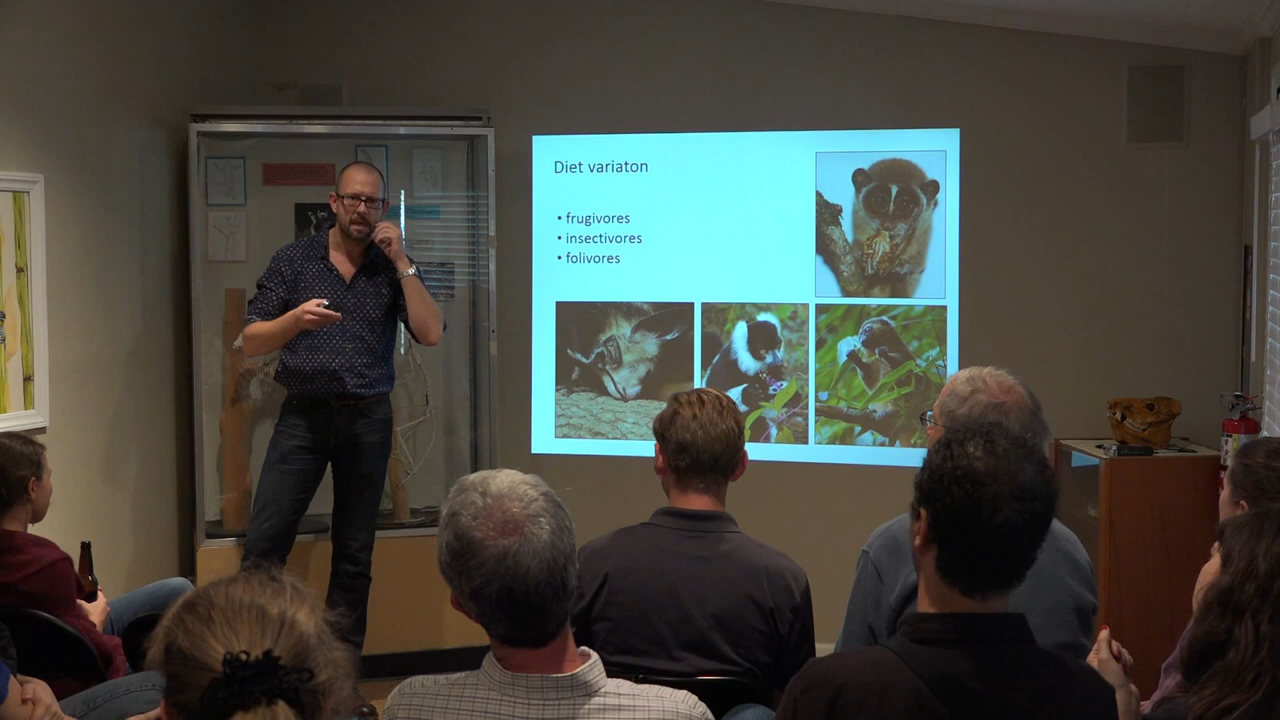 Diet variaton
• frugivores
• insectivores
• folivores